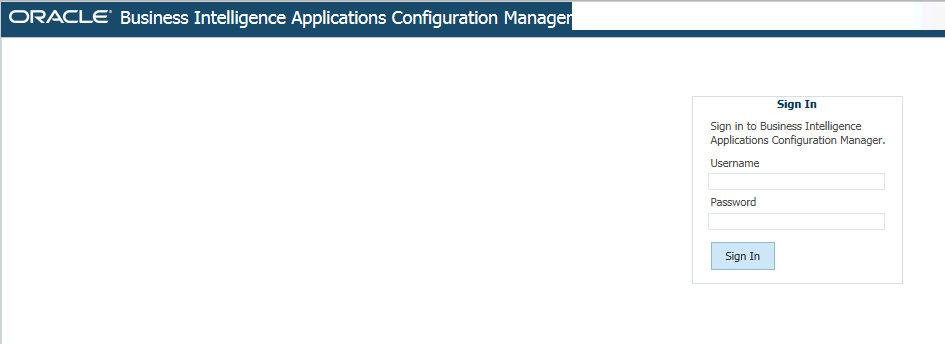 ORACLE® Business Intelligence Applications Configuration Manager
Sign In
Sign in to Business Intelligence
Applications Configuration Manager.
Username
Password
Sign In